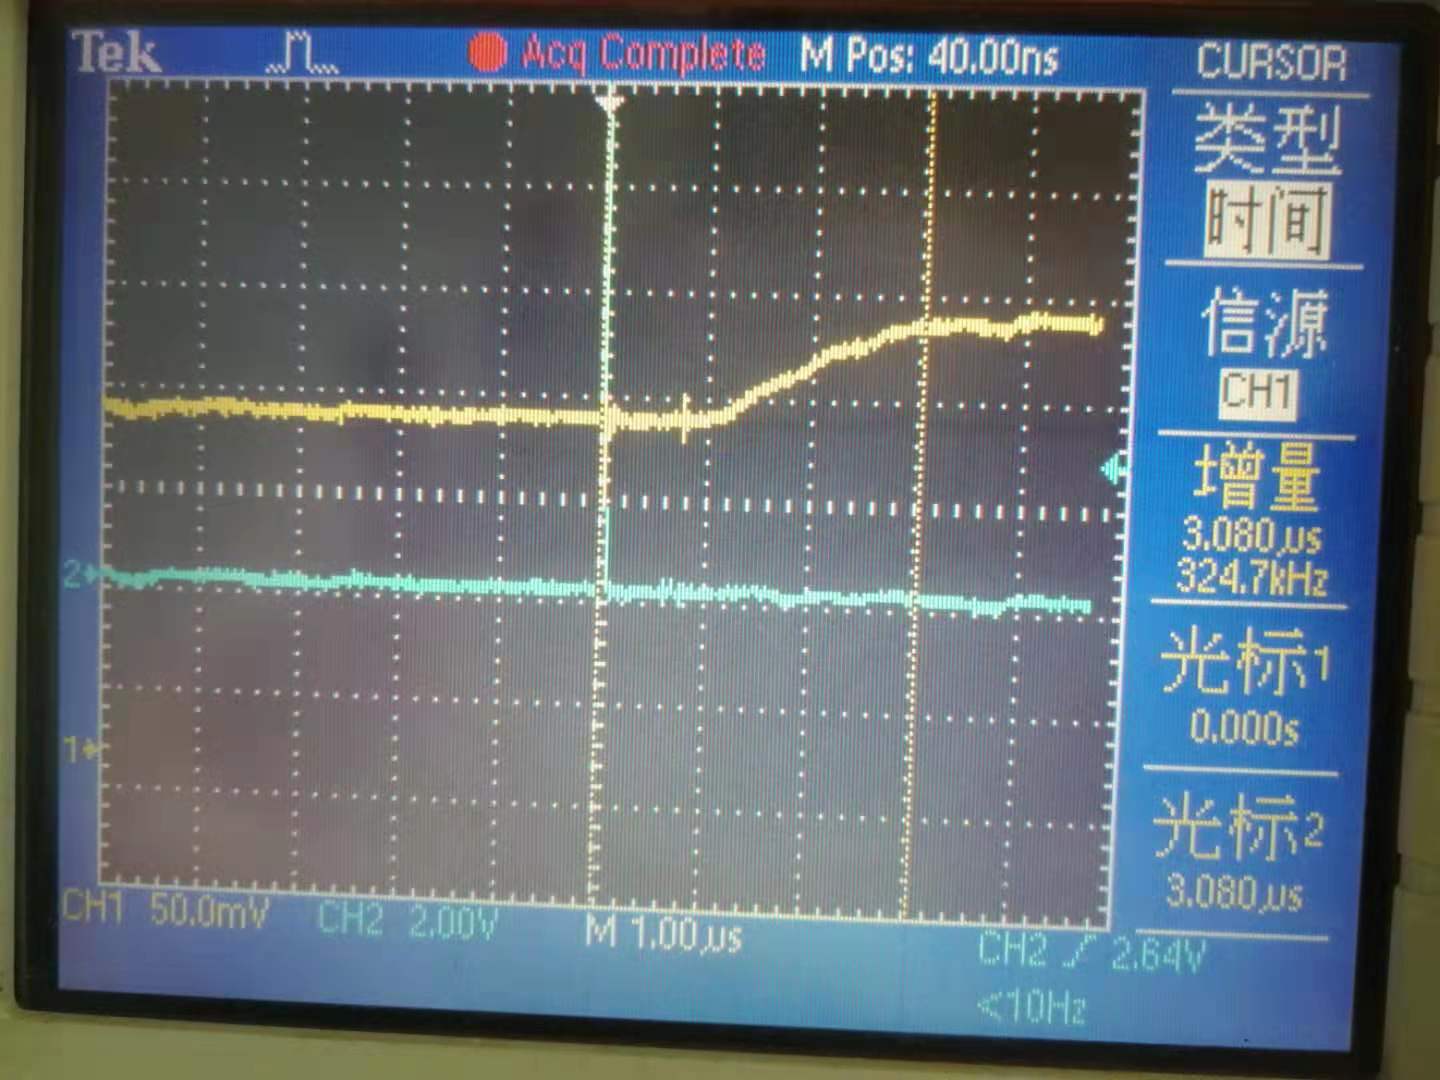 Tek Acq Complete M Pos: 40.00ns CURSOR
类型
时间
信源
CH1
增量
3.080µs
324.7kHz
光标1
0.000s
光标2
3.080µs
2
1
CH1 50.0mV CH2 2.00V M 1.00µs CH2 2.64V
<10Hz